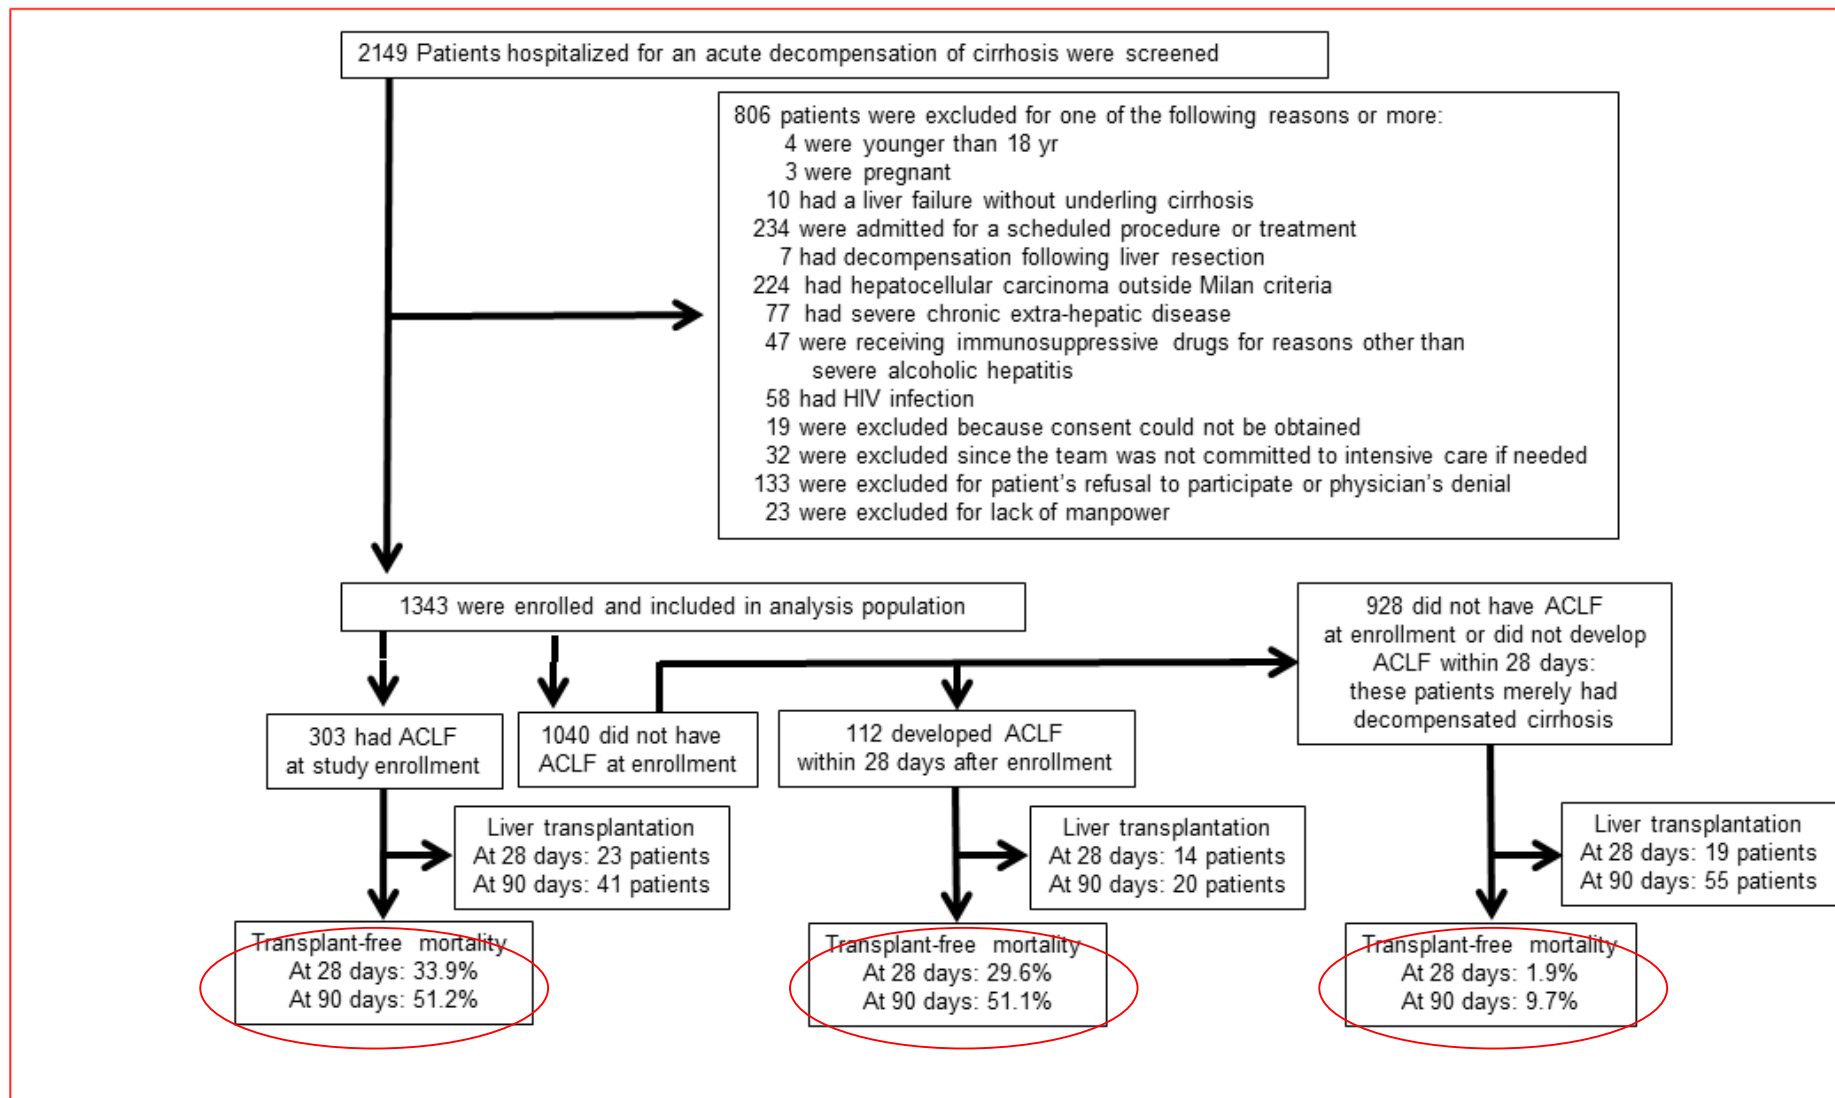 2149 Patients hospitalized for an acute decompensation of cirrhosis were screened
806 patients were excluded for one of the following reasons or more:
4 were younger than 18 yr
3 were pregnant
10 had a liver failure without underling cirrhosis
234 were admitted for a scheduled procedure or treatment
7 had decompensation following liver resection
224 had hepatocellular carcinoma outside Milan criteria
77 had severe chronic extra-hepatic disease
47 were receiving immunosuppressive drugs for reasons other than
severe alcoholic hepatitis
58 had HIV infection
19 were excluded because consent could not be obtained
32 were excluded since the team was not committed to intensive care if needed
133 were excluded for patient's refusal to participate or physician's denial
23 were excluded for lack of manpower
1343 were enrolled and included in analysis population
303 had ACLF
at study enrollment
1040 did not have
ACLF at enrollment
112 developed ACLF
within 28 days after enrollment
928 did not have ACLF
at enrollment or did not develop
ACLF within 28 days:
these patients merely had
decompensated cirrhosis
Liver transplantation
At 28 days: 23 patients
At 90 days: 41 patients
Liver transplantation
At 28 days: 14 patients
At 90 days: 20 patients
Liver transplantation
At 28 days: 19 patients
At 90 days: 55 patients
Transplant-free mortality
At 28 days: 33.9%
At 90 days: 51.2%
Transplant-free mortality
At 28 days: 29.6%
At 90 days: 51.1%
Transplant-free mortality
At 28 days: 1.9%
At 90 days: 9.7%